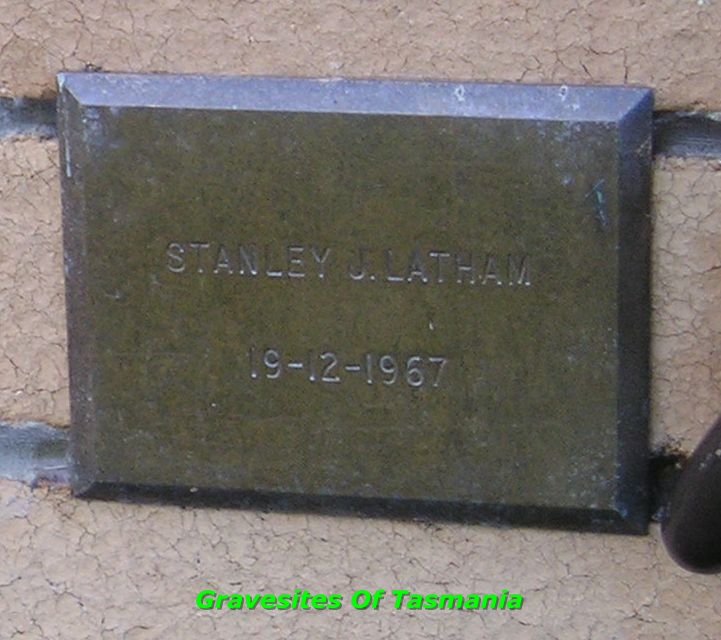 STANLEY J. LATHAM
19-12-1967
Gravesites Of Tasmania